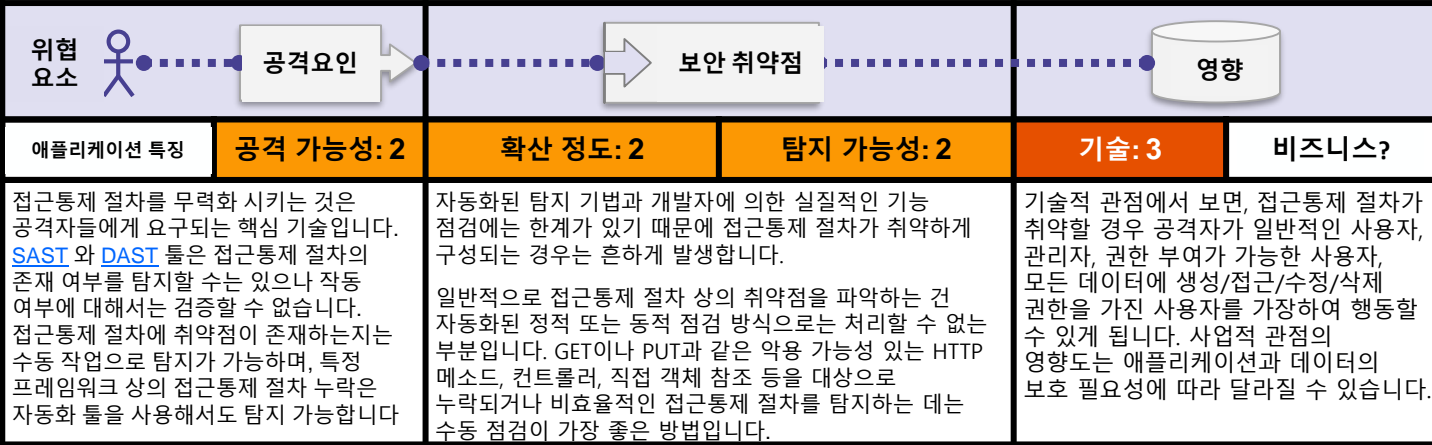 위협
요소
공격요인
보안 취약점
영향
애플리케이션 특징
공격 가능성: 2
확산 정도: 2
탐지 가능성: 2
기술: 3
비즈니스?
접근통제 절차를 무력화 시키는 것은
공격자들에게 요구되는 핵심 기술입니다.
SAST 와 DAST 툴은 접근통제 절차의
존재 여부를 탐지할 수는 있으나 작동
여부에 대해서는 검증할 수 없습니다.
접근통제 절차에 취약점이 존재하는지는
수동 작업으로 탐지가 가능하며, 특정
프레임워크 상의 접근통제 절차 누락은
자동화 툴을 사용해서도 탐지 가능합니다
자동화된 탐지 기법과 개발자에 의한 실질적인 기능
점검에는 한계가 있기 때문에 접근통제 절차가 취약하게
구성되는 경우는 흔하게 발생합니다.
일반적으로 접근통제 절차 상의 취약점을 파악하는 건
자동화된 정적 또는 동적 점검 방식으로는 처리할 수 없는
부분입니다. GET이나 PUT과 같은 악용 가능성 있는 HTTP
메소드, 컨트롤러, 직접 객체 참조 등을 대상으로
누락되거나 비효율적인 접근통제 절차를 탐지하는 데는
수동 점검이 가장 좋은 방법입니다.
기술적 관점에서 보면, 접근통제 절차가
취약할 경우 공격자가 일반적인 사용자,
관리자, 권한 부여가 가능한 사용자,
모든 데이터에 생성/접근/수정/삭제
권한을 가진 사용자를 가장하여 행동할
수 있게 됩니다. 사업적 관점의
영향도는 애플리케이션과 데이터의
보호 필요성에 따라 달라질 수 있습니다.